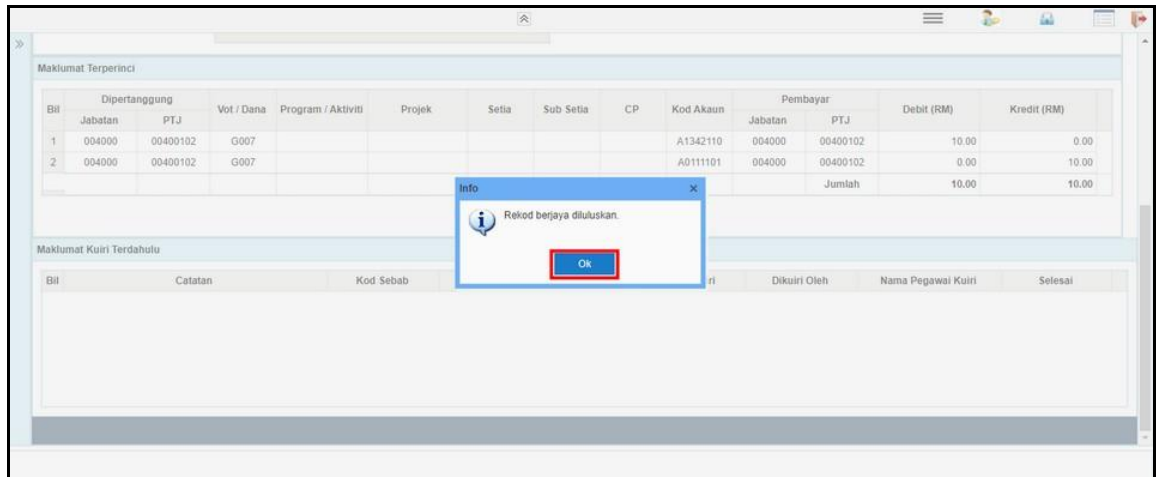 Maklumat Terperinci
Bil Dipertanggung Vot / Dana Program / Aktiviti Projek Setia Sub Setia CP Kod Akaun Pembayar Debit (RM) Kredit (RM)
Jabatan PTJ Jabatan PTJ
1 004000 00400102 G007 A1342110 004000 00400102 10.00 0.00
2 004000 00400102 G007 A0111101 004000 00400102 0.00 10.00
Jumlah 10.00 10.00
Info
Rekod berjaya diluluskan.
Ok
Maklumat Kuiri Terdahulu
Bil Catatan Kod Sebab ri Dikuiri Oleh Nama Pegawai Kuiri Selesai